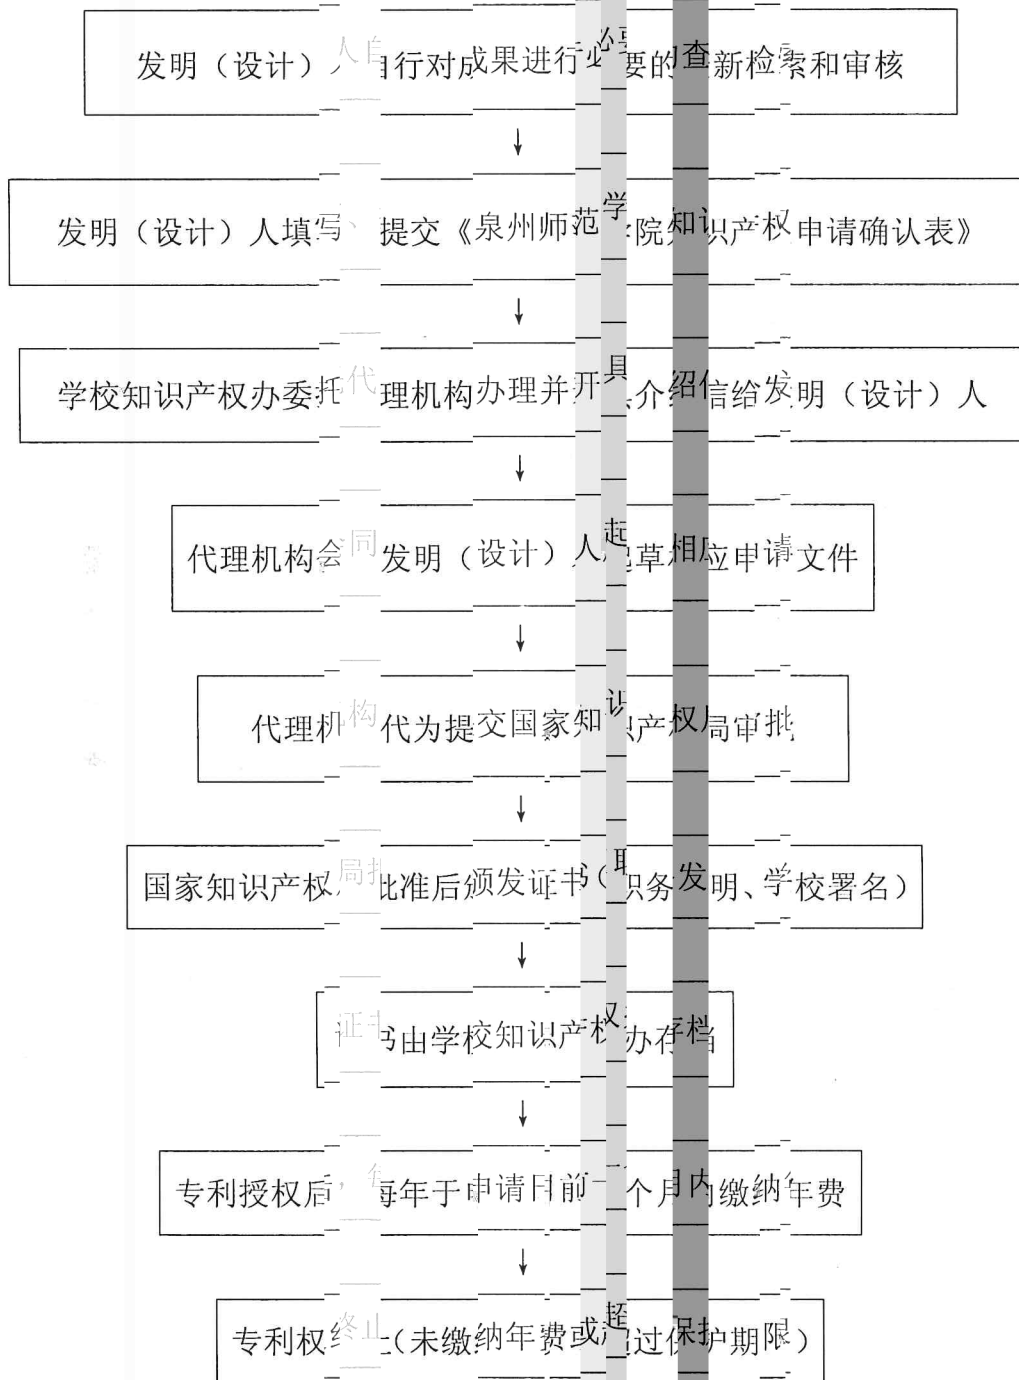 发明（设计）人自行对成果进行必要的查新检索和审核
↓
发明（设计）人填写、提交《泉州师范学院知识产权申请确认表》
↓
学校知识产权办委托代理机构办理并开具介绍信给发明（设计）人
↓
代理机构会同发明（设计）人起草相应申请文件
↓
代理机构代为提交国家知识产权局审批
↓
国家知识产权局批准后颁发证书（职务发明、学校署名）
↓
证书由学校知识产权办存档
↓
专利授权后，每年于申请日前一个月内缴纳年费
↓
专利权终止（未缴纳年费或超过保护期限）